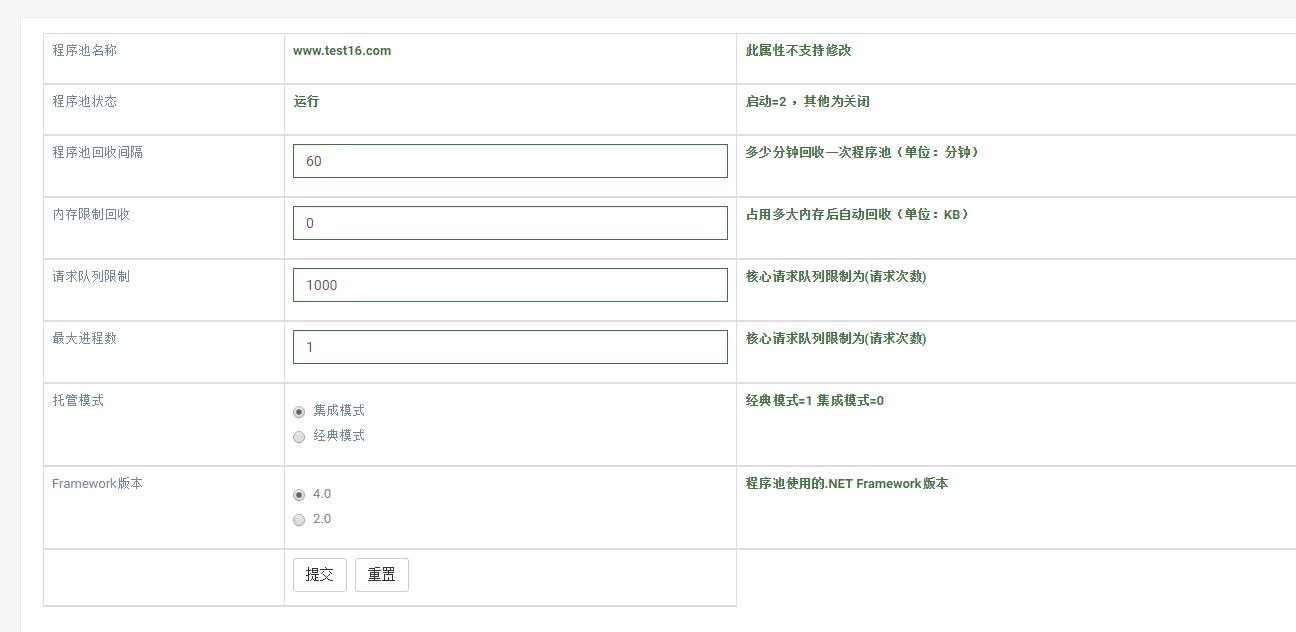 程序池名称 www.test16.com 此属性不支持修改
程序池状态 运行 启动=2 ，其他为关闭
程序池回收间隔 60 多少分钟回收一次程序池（单位：分钟）
内存限制回收 0 占用多大内存后自动回收（单位：KB）
请求队列限制 1000 核心请求队列限制为(请求次数)
最大进程数 1 核心请求队列限制为(请求次数)
托管模式 集成模式 经典模式=1 集成模式=0
经典模式
Framework版本 4.0 程序池使用的.NET Framework版本
2.0
提交 重置